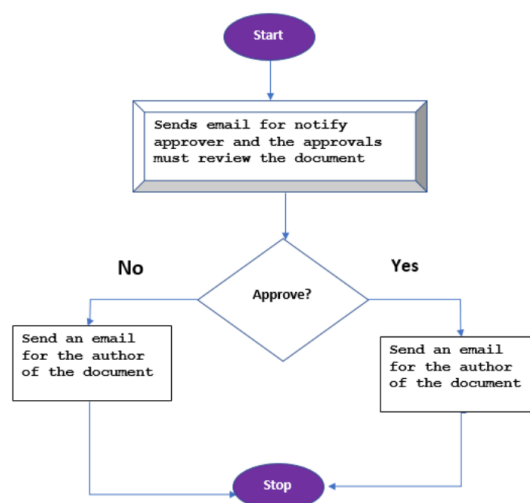 Start
Sends email for notify
approver and the approvals
must review the document
No
Yes
Approve?
Send an email
for the author
of the document
Send an email
for the author
of the document
Stop